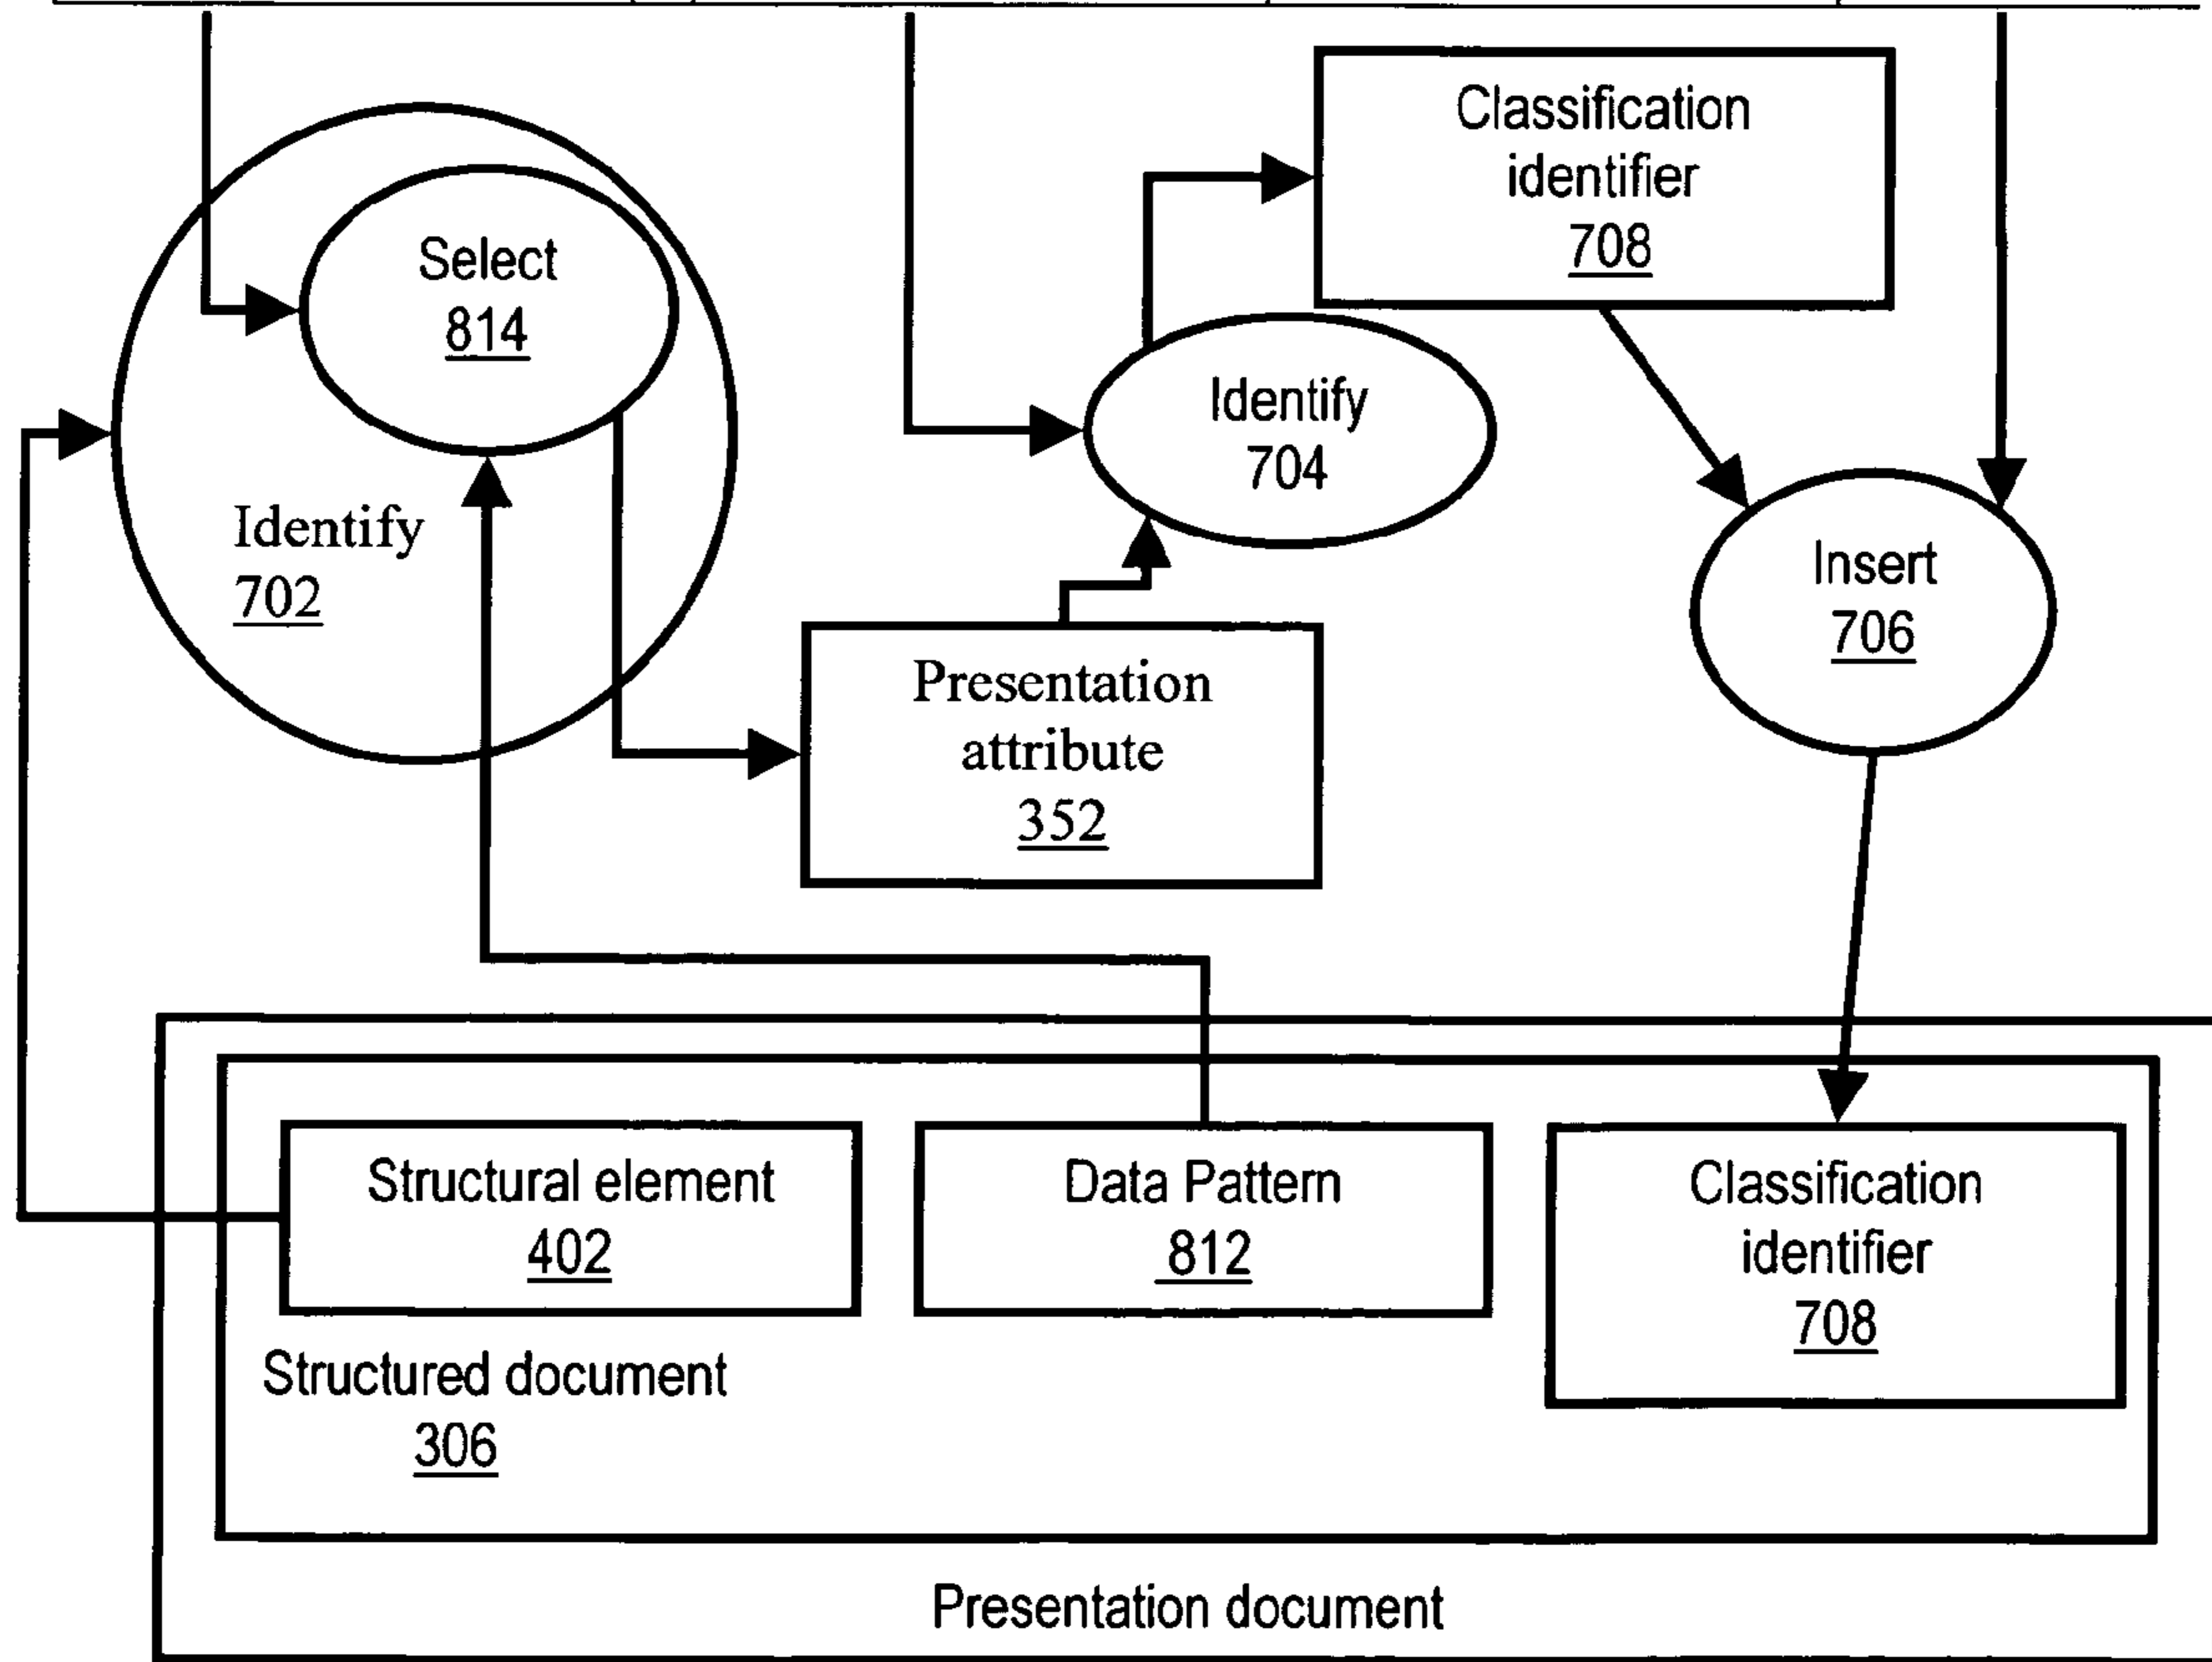 Classification
identifier
708
Select
814
Identify
704
Identify
702
Insert
706
Presentation
attribute
352
Structural element
402
Data Pattern
812
Classification
identifier
708
Structured document
306
Presentation document